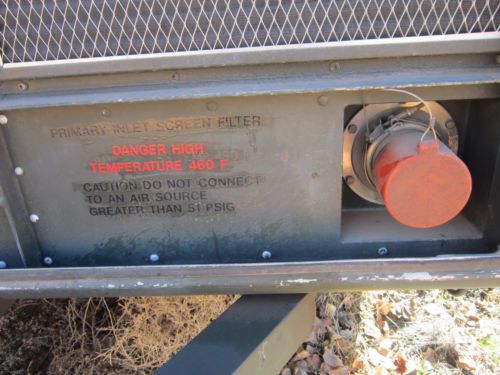 PRIMARY INLET SCREEN FILTER
DANGER HIGH
TEMPERATURE 460 F
CAUTION DO NOT CONNECT
TO AN AIR SOURCE
GREATER THAN 51 PSIG